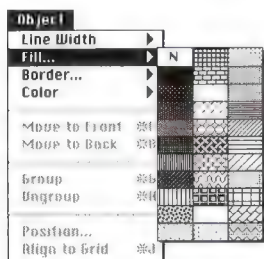 Object
Line Width
Fill...
N
Border...
Color
Move to Front ⌘F
Move to Back ⌘B
Group ⌘G
Ungroup
Position...
Align to Grid ⌘J